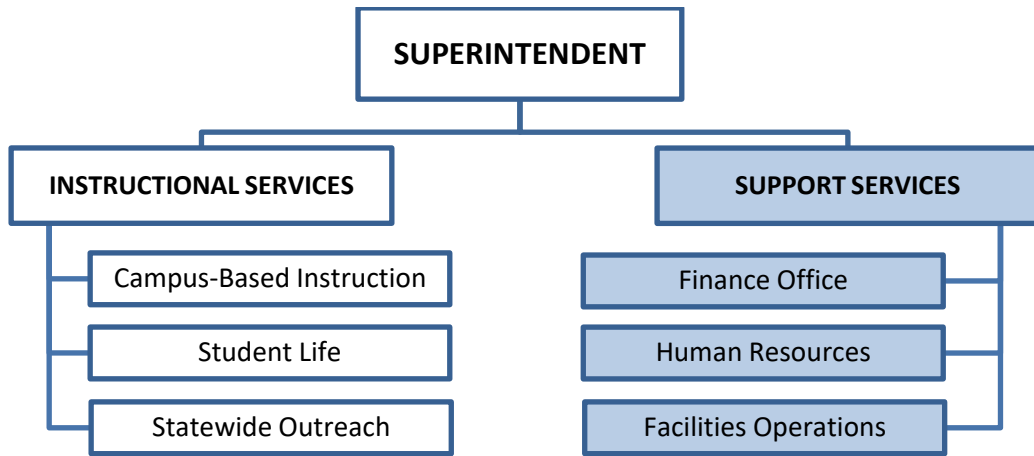 SUPERINTENDENT
INSTRUCTIONAL SERVICES
Campus-Based Instruction
Student Life
Statewide Outreach
SUPPORT SERVICES
Finance Office
Human Resources
Facilities Operations